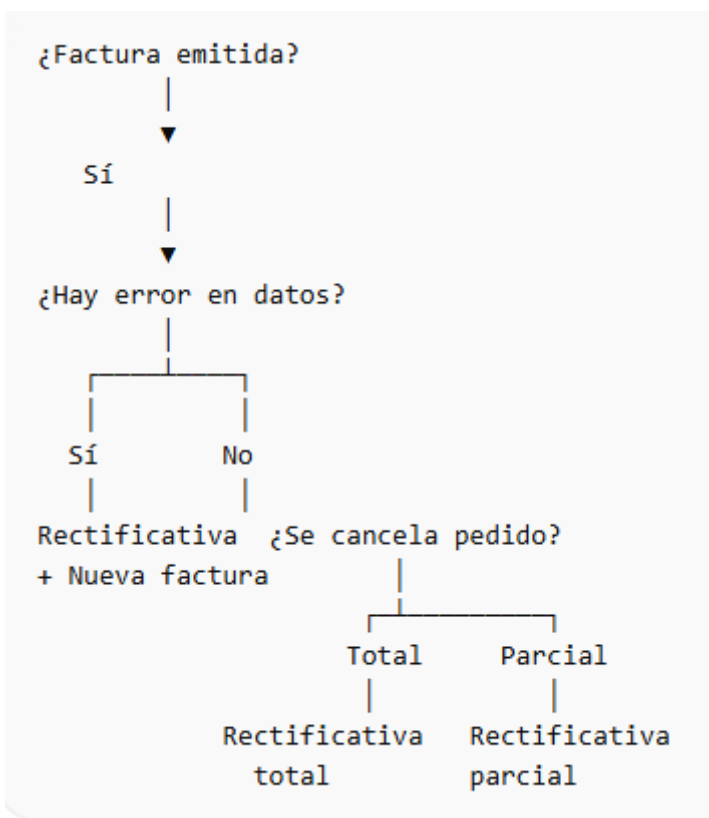 ¿Factura emitida?
Sí
¿Hay error en datos?
Sí No
Rectificativa ¿Se cancela pedido?
+ Nueva factura
Total Parcial
Rectificativa Rectificativa
total parcial